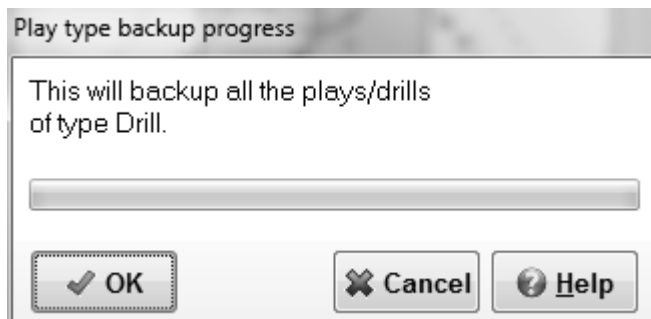 Play type backup progress
This will backup all the plays/drills
of type Drill.
OK Cancel Help